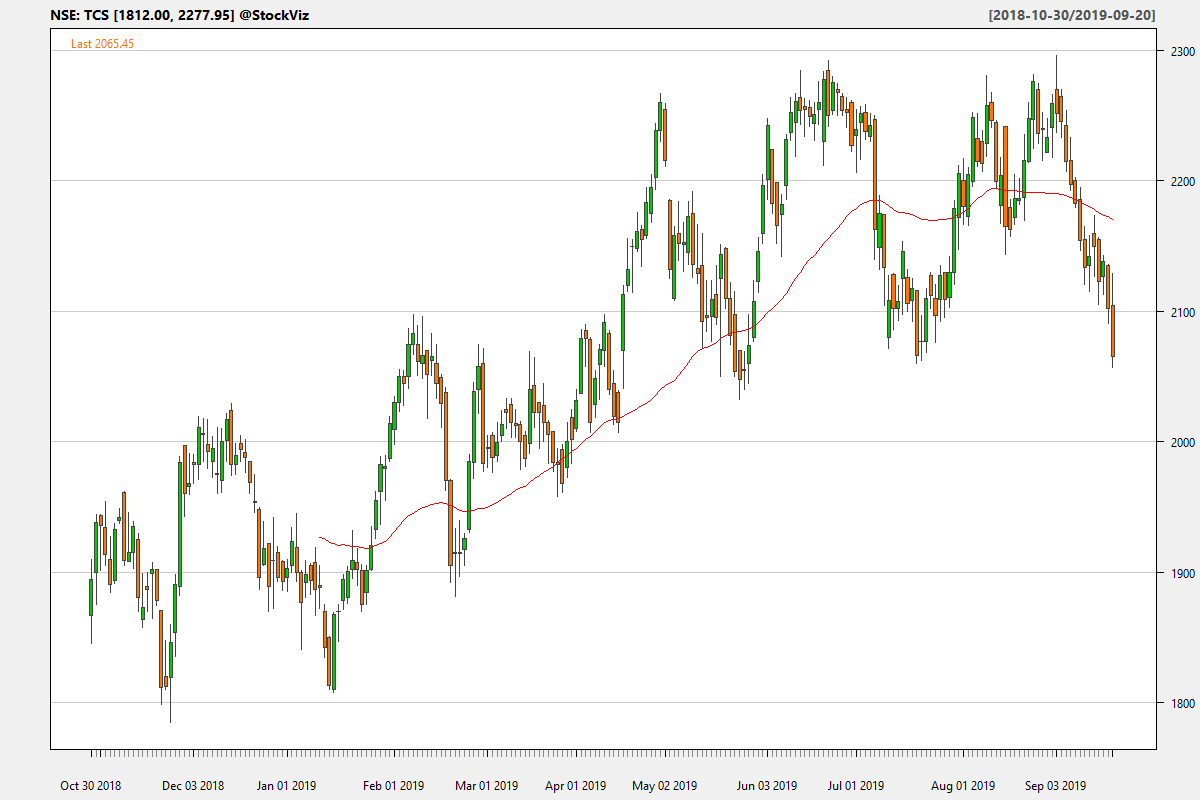 NSE: TCS [1812.00, 2277.95] @StockViz
[2018-10-30/2019-09-20]
Last 2065.45
2300
2200
2100
2000
1900
1800
Oct 30 2018
Dec 03 2018
Jan 01 2019
Feb 01 2019
Mar 01 2019
Apr 01 2019
May 02 2019
Jun 03 2019
Jul 01 2019
Aug 01 2019
Sep 03 2019